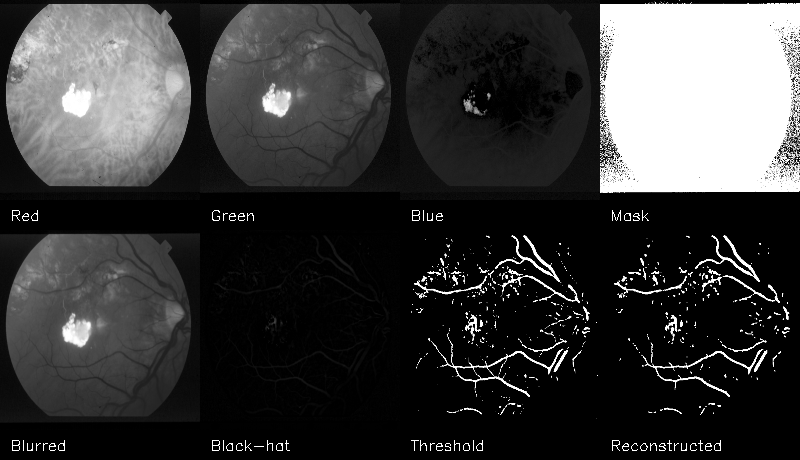 Red
Green
Blue
Mask
Blurred
Black-hat
Threshold
Reconstructed